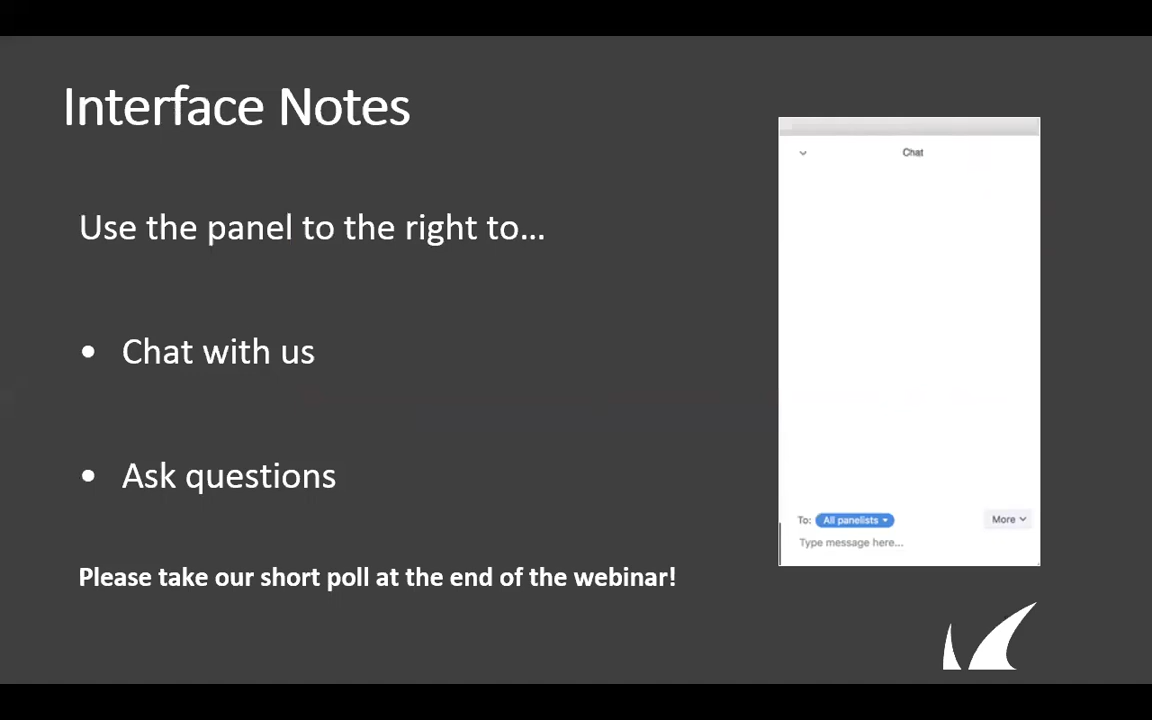 Interface Notes
Use the panel to the right to...
• Chat with us
• Ask questions
Please take our short poll at the end of the webinar!
Chat
To: All panelists
More
Type message here...